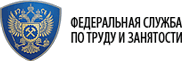 ФЕДЕРАЛЬНАЯ СЛУЖБА
ПО ТРУДУ И ЗАНЯТОСТИ